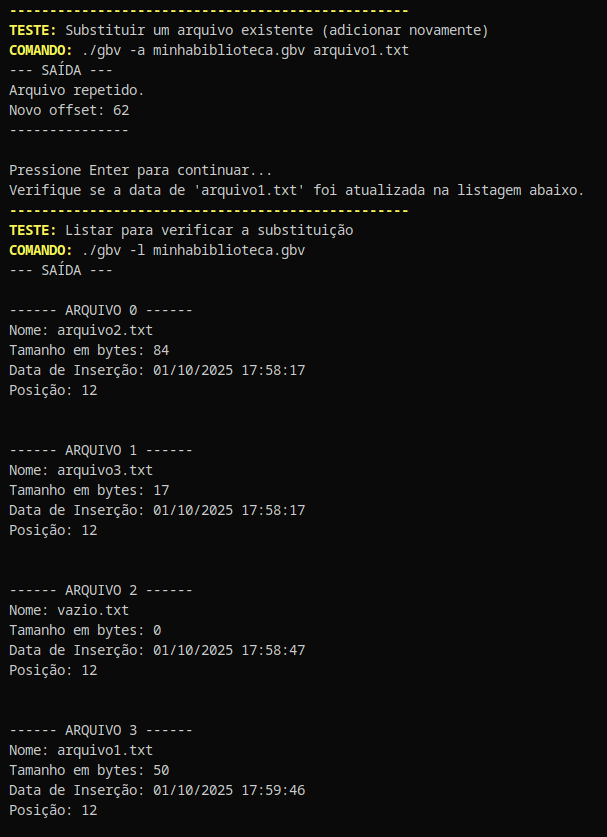 --------------------------------------------------
TESTE: Substituir um arquivo existente (adicionar novamente)
COMANDO: ./gbv -a minhabiblioteca.gbv arquivo1.txt
--- SAÍDA ---
Arquivo repetido.
Novo offset: 62
---------------
Pressione Enter para continuar...
Verifique se a data de 'arquivo1.txt' foi atualizada na listagem abaixo.
--------------------------------------------------
TESTE: Listar para verificar a substituição
COMANDO: ./gbv -l minhabiblioteca.gbv
--- SAÍDA ---
------ ARQUIVO 0 ------
Nome: arquivo2.txt
Tamanho em bytes: 84
Data de Inserção: 01/10/2025 17:58:17
Posição: 12
------ ARQUIVO 1 ------
Nome: arquivo3.txt
Tamanho em bytes: 17
Data de Inserção: 01/10/2025 17:58:17
Posição: 12
------ ARQUIVO 2 ------
Nome: vazio.txt
Tamanho em bytes: 0
Data de Inserção: 01/10/2025 17:58:47
Posição: 12
------ ARQUIVO 3 ------
Nome: arquivo1.txt
Tamanho em bytes: 50
Data de Inserção: 01/10/2025 17:59:46
Posição: 12